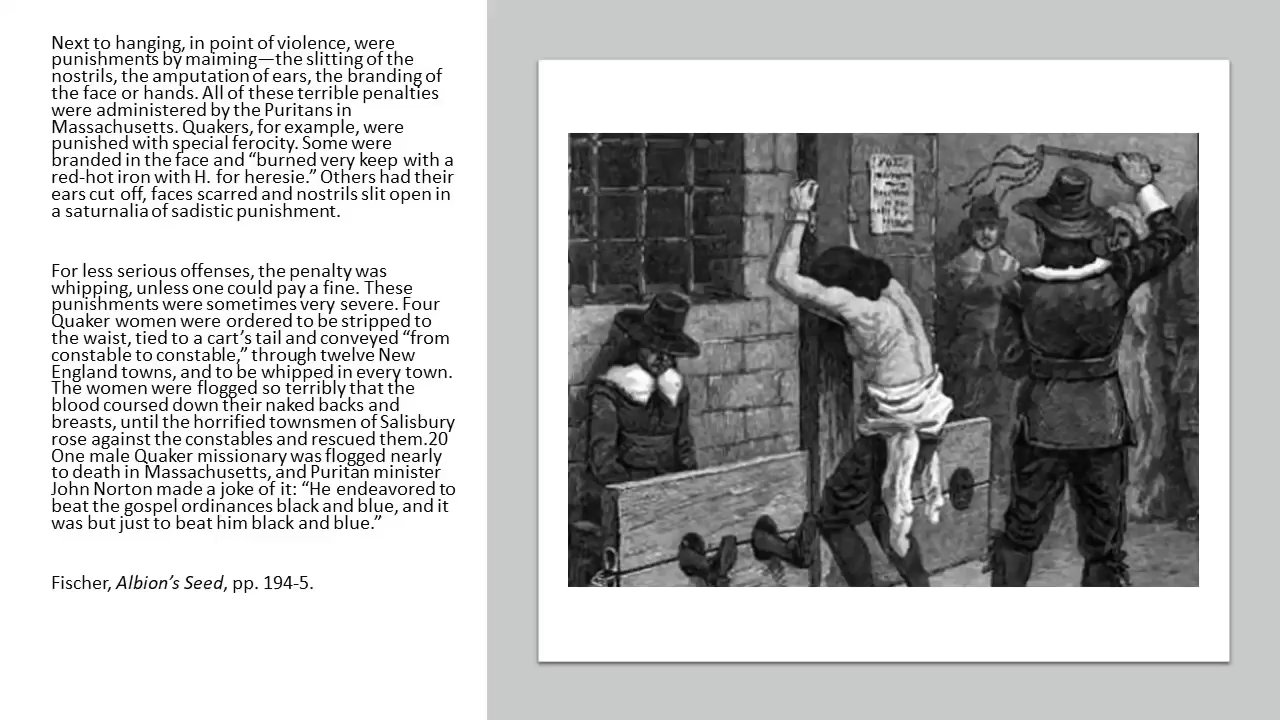 Next to hanging, in point of violence, were
punishments by maiming—the slitting of the
nostrils, the amputation of ears, the branding of
the face or hands. All of these terrible penalties
were administered by the Puritans in
Massachusetts. Quakers, for example, were
punished with special ferocity. Some were
branded in the face and “burned very keep with a
red-hot iron with H. for heresie.” Others had their
ears cut off, faces scarred and nostrils slit open in
a saturnalia of sadistic punishment.
For less serious offenses, the penalty was
whipping, unless one could pay a fine. These
punishments were sometimes very severe. Four
Quaker women were ordered to be stripped to
the waist, tied to a cart’s tail and conveyed “from
constable to constable,” through twelve New
England towns, and to be whipped in every town.
The women were flogged so terribly that the
blood coursed down their naked backs and
breasts, until the horrified townsmen of Salisbury
rose against the constables and rescued them.20
One male Quaker missionary was flogged nearly
to death in Massachusetts, and Puritan minister
John Norton made a joke of it: “He endeavored to
beat the gospel ordinances black and blue, and it
was but just to beat him black and blue.”
Fischer, Albion’s Seed, pp. 194-5.